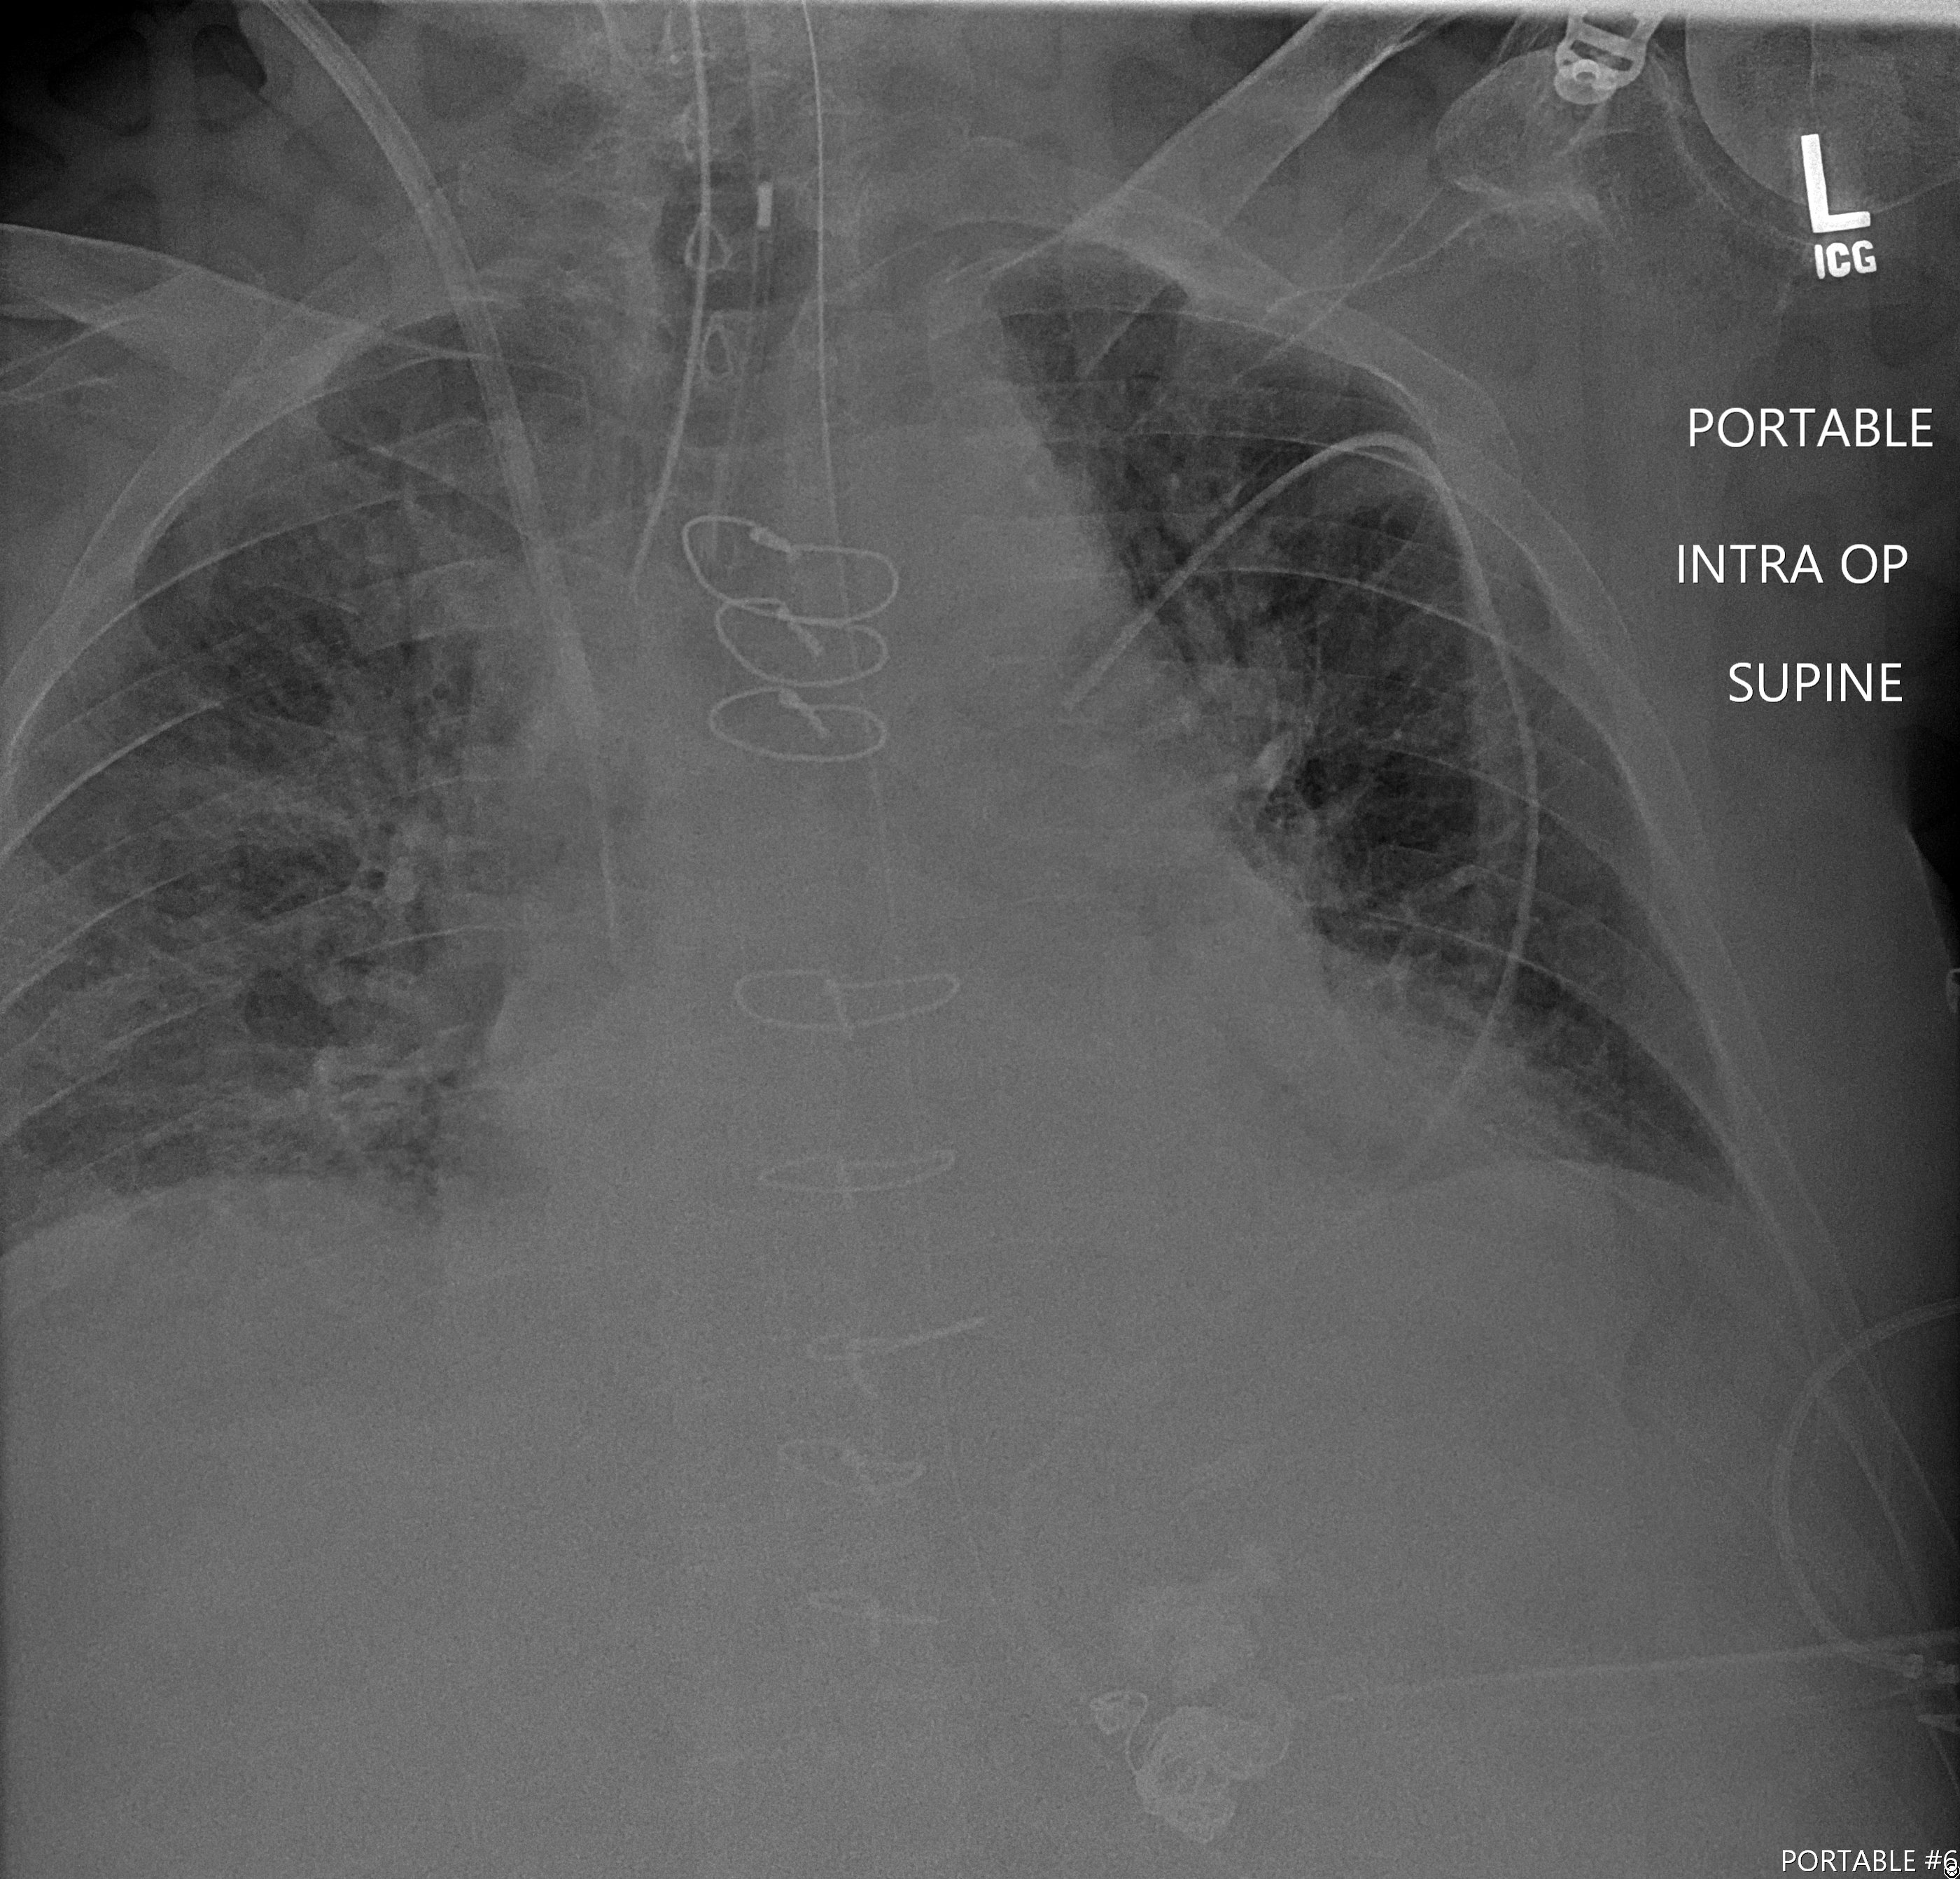 L
ICG
PORTABLE
INTRA OP
SUPINE
PORTABLE #6